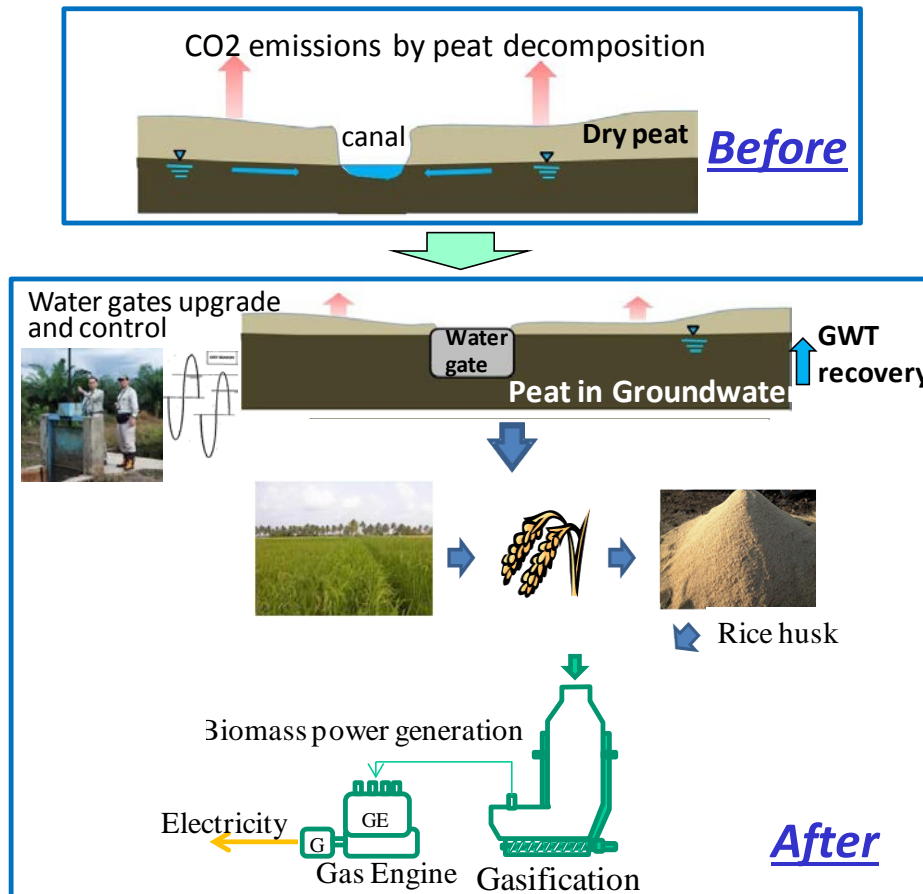 CO2 emissions by peat decomposition
canal
Dry peat
Before
Water gates upgrade
and control
Water
gate
GWT
recovery
Peat in Groundwater
Rice husk
Biomass power generation
Electricity
GE
G
Gas Engine
Gasification
After